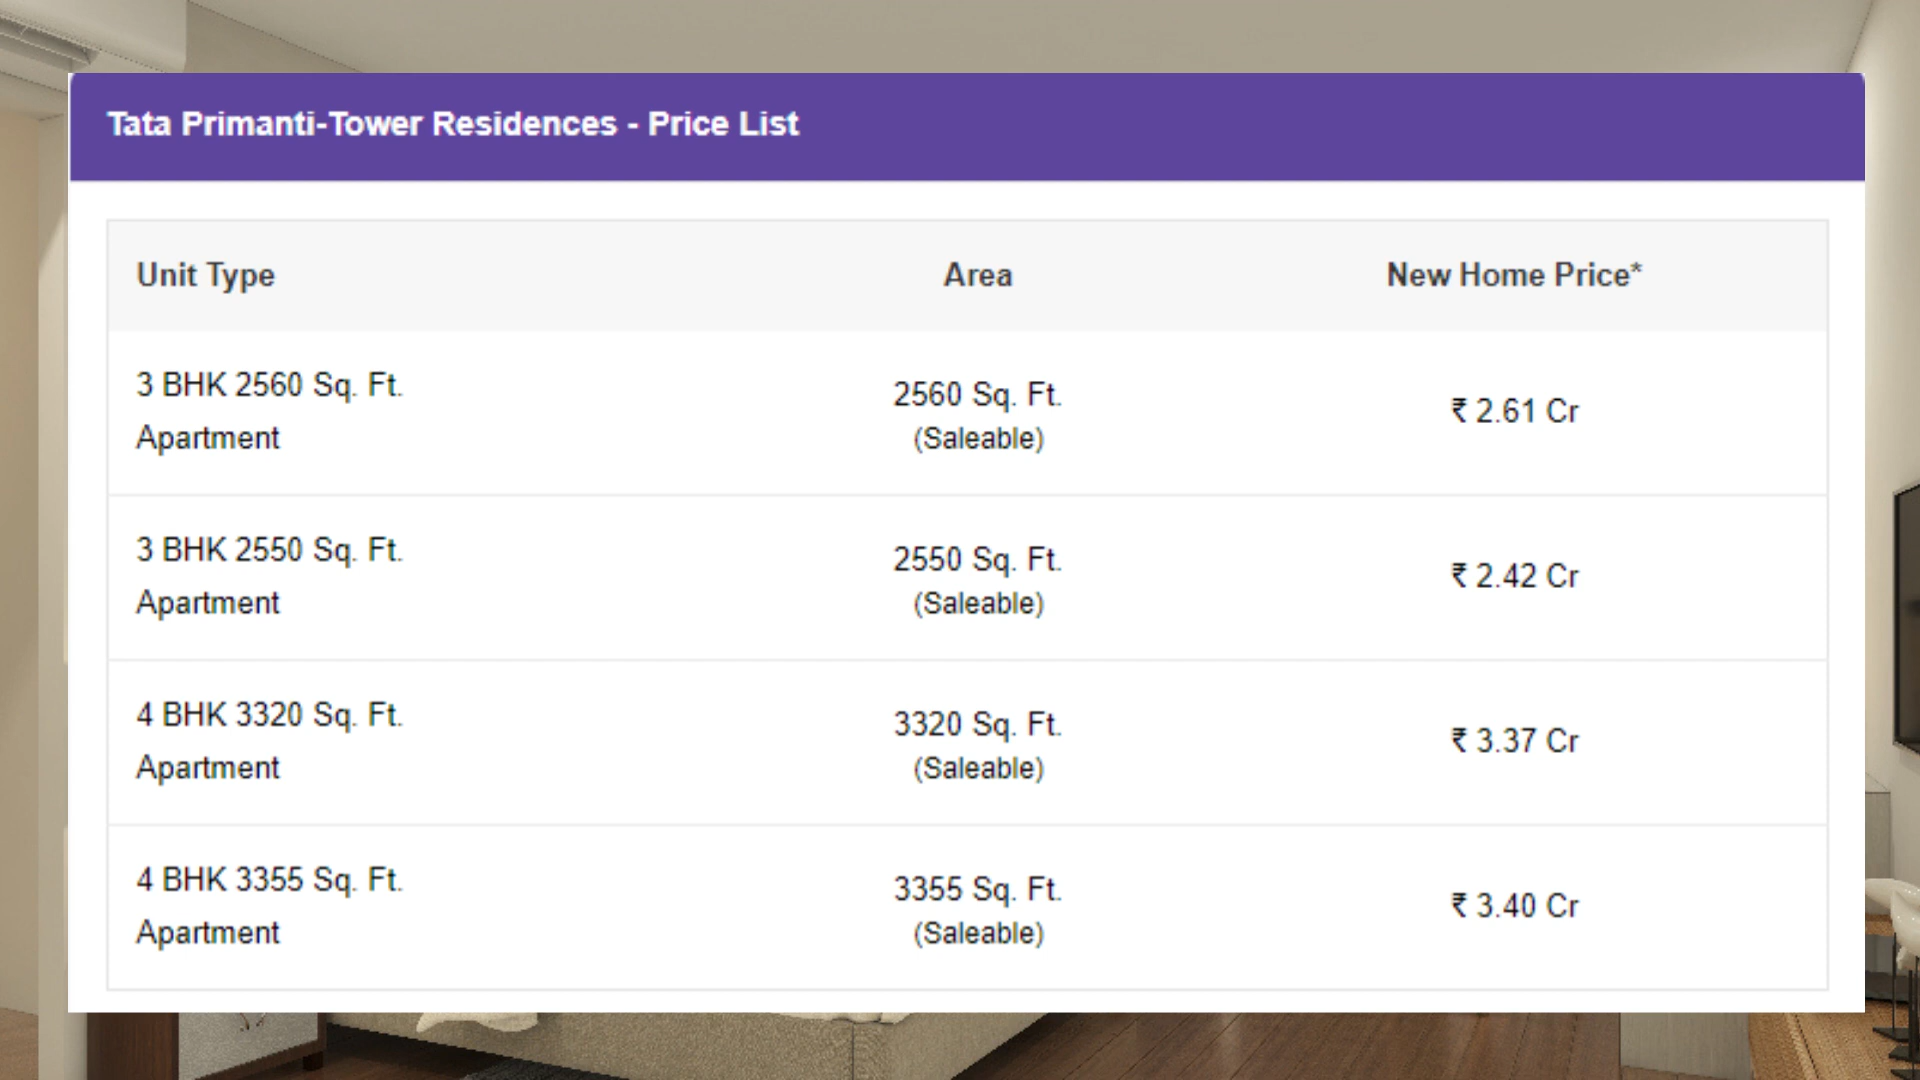 Tata Primanti-Tower Residences - Price List
Unit Type Area New Home Price*
3 BHK 2560 Sq. Ft.
Apartment
2560 Sq. Ft.
(Saleable)
₹ 2.61 Cr
3 BHK 2550 Sq. Ft.
Apartment
2550 Sq. Ft.
(Saleable)
₹ 2.42 Cr
4 BHK 3320 Sq. Ft.
Apartment
3320 Sq. Ft.
(Saleable)
₹ 3.37 Cr
4 BHK 3355 Sq. Ft.
Apartment
3355 Sq. Ft.
(Saleable)
₹ 3.40 Cr